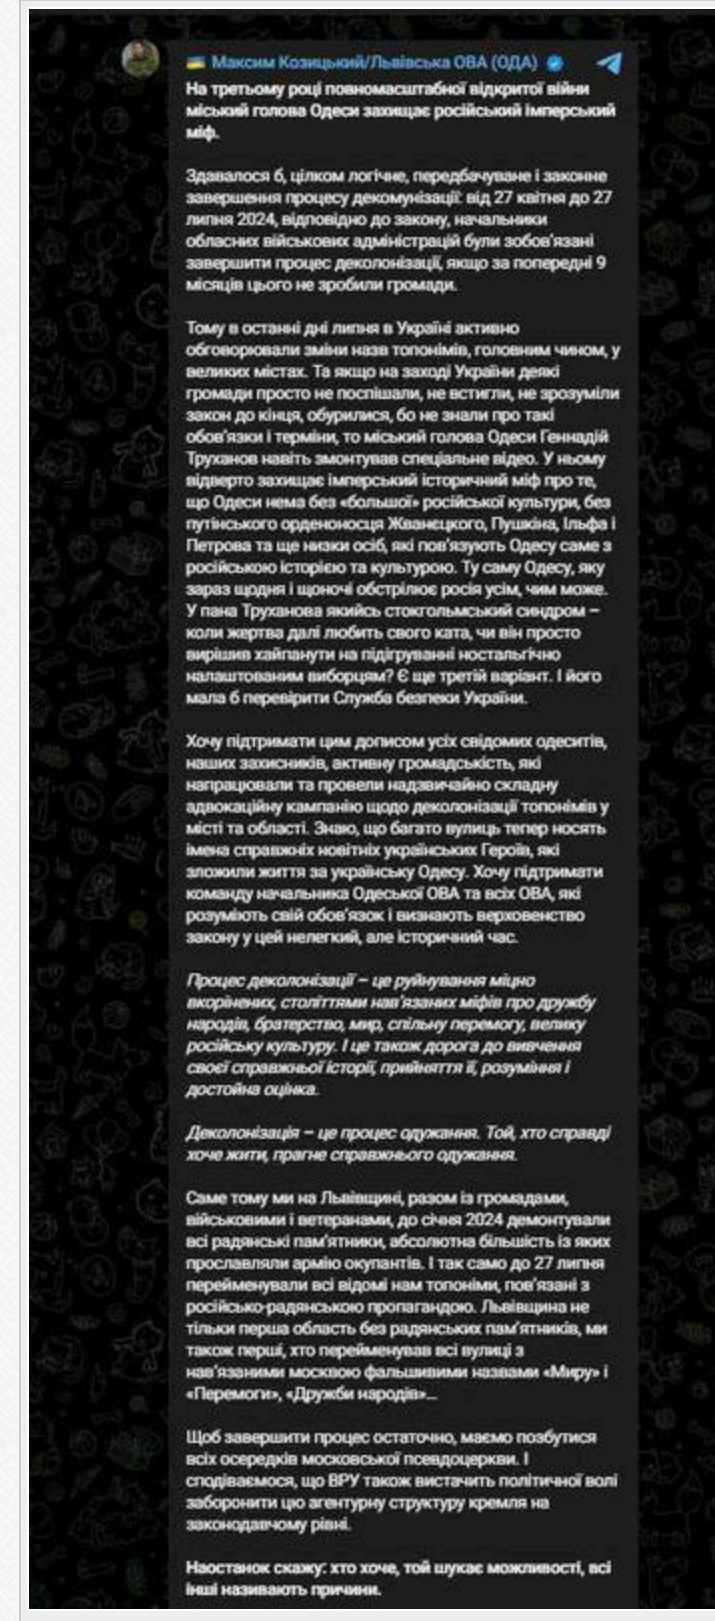 🇺🇦 Максим Козицький/Львівська ОВА (ОДА)
На третьому році повномасштабної відкритої війни
міський голова Одеси захищає російський імперський
міф.
Здавалося б, цілком логічне, передбачуване і законне
завершення процесу декомунізації: від 27 квітня до 27
липня 2024, відповідно до закону, начальники
обласних військових адміністрацій були зобов'язані
завершити процес деколонізації, якщо за попередні 9
місяців цього не зробили громади.
Тому в останні дні липня в Україні активно
обговорювали зміни назв топонімів, головним чином, у
великих містах. Та якщо на заході України деякі
громади просто не поспішали, не встигли, не зрозуміли
закон до кінця, обурилися, бо не знали про такі
обов'язки і терміни, то міський голова Одеси Геннадій
Труханов навіть змонтував спеціальне відео. У ньому
відверто захищає імперський історичний міф про те,
що Одеси нема без «большої» російської культури, без
путінського орденоносця Жванєцкого, Пушкіна, Ільфа і
Петрова та ще низки осіб, які пов'язують Одесу саме з
російською історією та культурою. Ту саму Одесу, яку
зараз щодня і щоночі обстрілює росія усім, чим може.
У пана Труханова якийсь стокгольмський синдром –
коли жертва далі любить свого ката, чи він просто
вирішив хайпанути на підігруванні ностальгічно
налаштованим виборцям? Є ще третій варіант. І його
мала б перевірити Служба безпеки України.
Хочу підтримати цим дописом усіх свідомих одеситів,
наших захисників, активну громадськість, які
напрацювали та провели надзвичайно складну
адвокаційну кампанію щодо деколонізації топонімів у
місті та області. Знаю, що багато вулиць тепер носять
імена справжніх новітніх українських Героїв, які
зложили життя за українську Одесу. Хочу підтримати
команду начальника Одеської ОВА та всіх ОВА, які
розуміють свій обов'язок і визнають верховенство
закону у цей нелегкий, але історичний час.
Процес деколонізації – це руйнування міцно
вкорінених, століттями нав'язаних міфів про дружбу
народів, братерство, мир, спільну перемогу, велику
російську культуру. І це також дорога до вивчення
своєї справжньої історії, прийняття її, розуміння і
достойна оцінка.
Деколонізація – це процес одужання. Той, хто справді
хоче жити, прагне справжнього одужання.
Саме тому ми на Львівщині, разом із громадами,
військовими і ветеранами, до січня 2024 демонтували
всі радянські пам'ятники, абсолютна більшість із яких
прославляли армію окупантів. І так само до 27 липня
перейменували всі відомі нам топоніми, пов'язані з
російсько-радянською пропагандою. Львівщина не
тільки перша область без радянських пам'ятників, ми
також перші, хто перейменував всі вулиці з
нав'язаними москвою фальшивими назвами «Миру» і
«Перемоги», «Дружби народів»...
Щоб завершити процес остаточно, маємо позбутися
всіх осередків московської псевдоцеркви. І
сподіваємося, що ВРУ також вистачить політичної волі
заборонити цю агентурну структуру кремля на
законодавчому рівні.
Наостанок скажу: хто хоче, той шукає можливості, всі
інші називають причини.